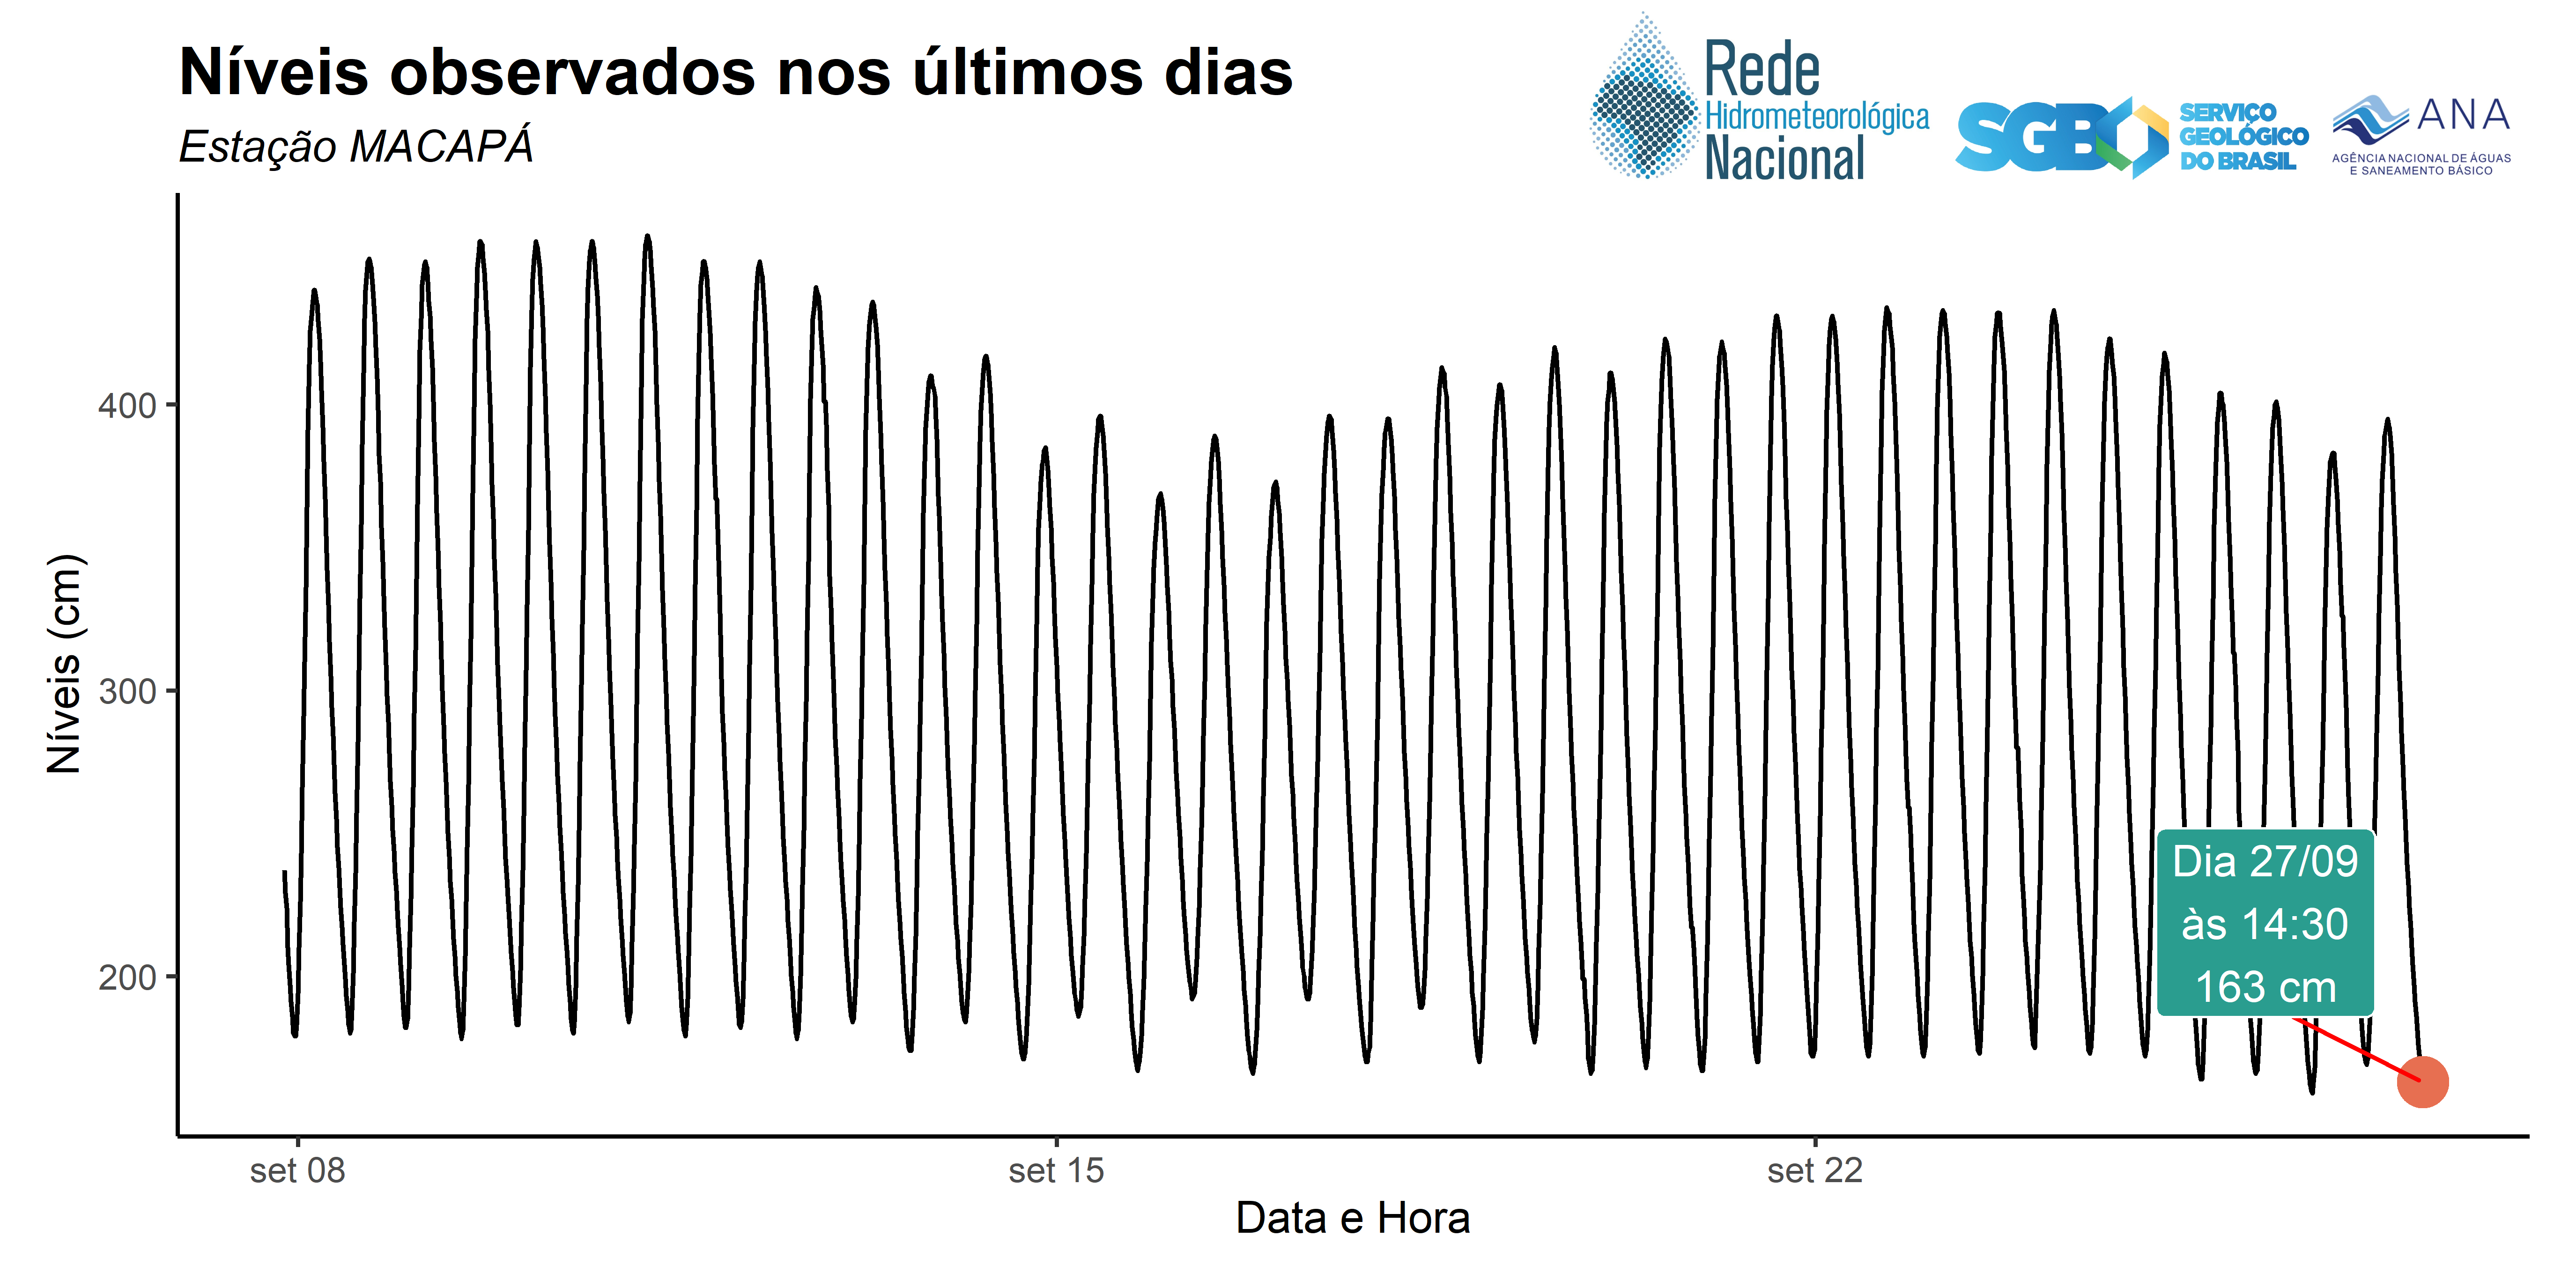 Níveis observados nos últimos dias
Estação MACAPÁ
Rede
Hidrometeorológica
Nacional
SGB
SERVIÇO
GEOLÓGICO
DO BRASIL
ANA
AGÊNCIA NACIONAL DE ÁGUAS
E SANEAMENTO BÁSICO
Níveis (cm)
400
300
200
Dia 27/09
às 14:30
163 cm
set 08
set 15
set 22
Data e Hora